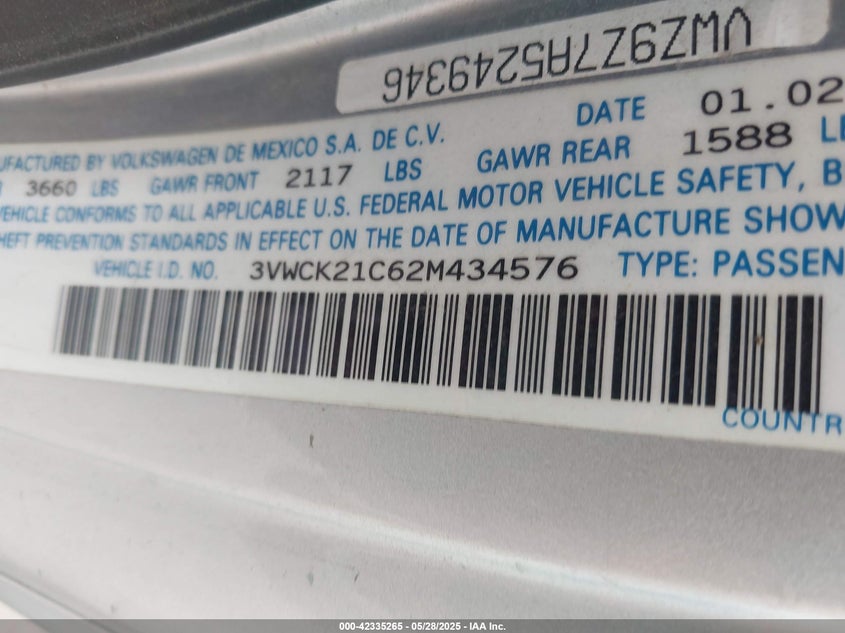 VWZ9Z7A5249346
DATE 01.02
UFACTURED BY VOLKSWAGEN DE MEXICO S.A. DE C.V.
3660 LBS GAWR FRONT 2117 LBS GAWR REAR 1588 LB
VEHICLE CONFORMS TO ALL APPLICABLE U.S. FEDERAL MOTOR VEHICLE SAFETY, B
HEFT PREVENTION STANDARDS IN EFFECT ON THE DATE OF MANUFACTURE SHOW
VEHICLE I.D. NO. 3VWCK21C62M434576 TYPE: PASSEN
COUNTR
000-42335265 - 05/28/2025 - IAA Inc.